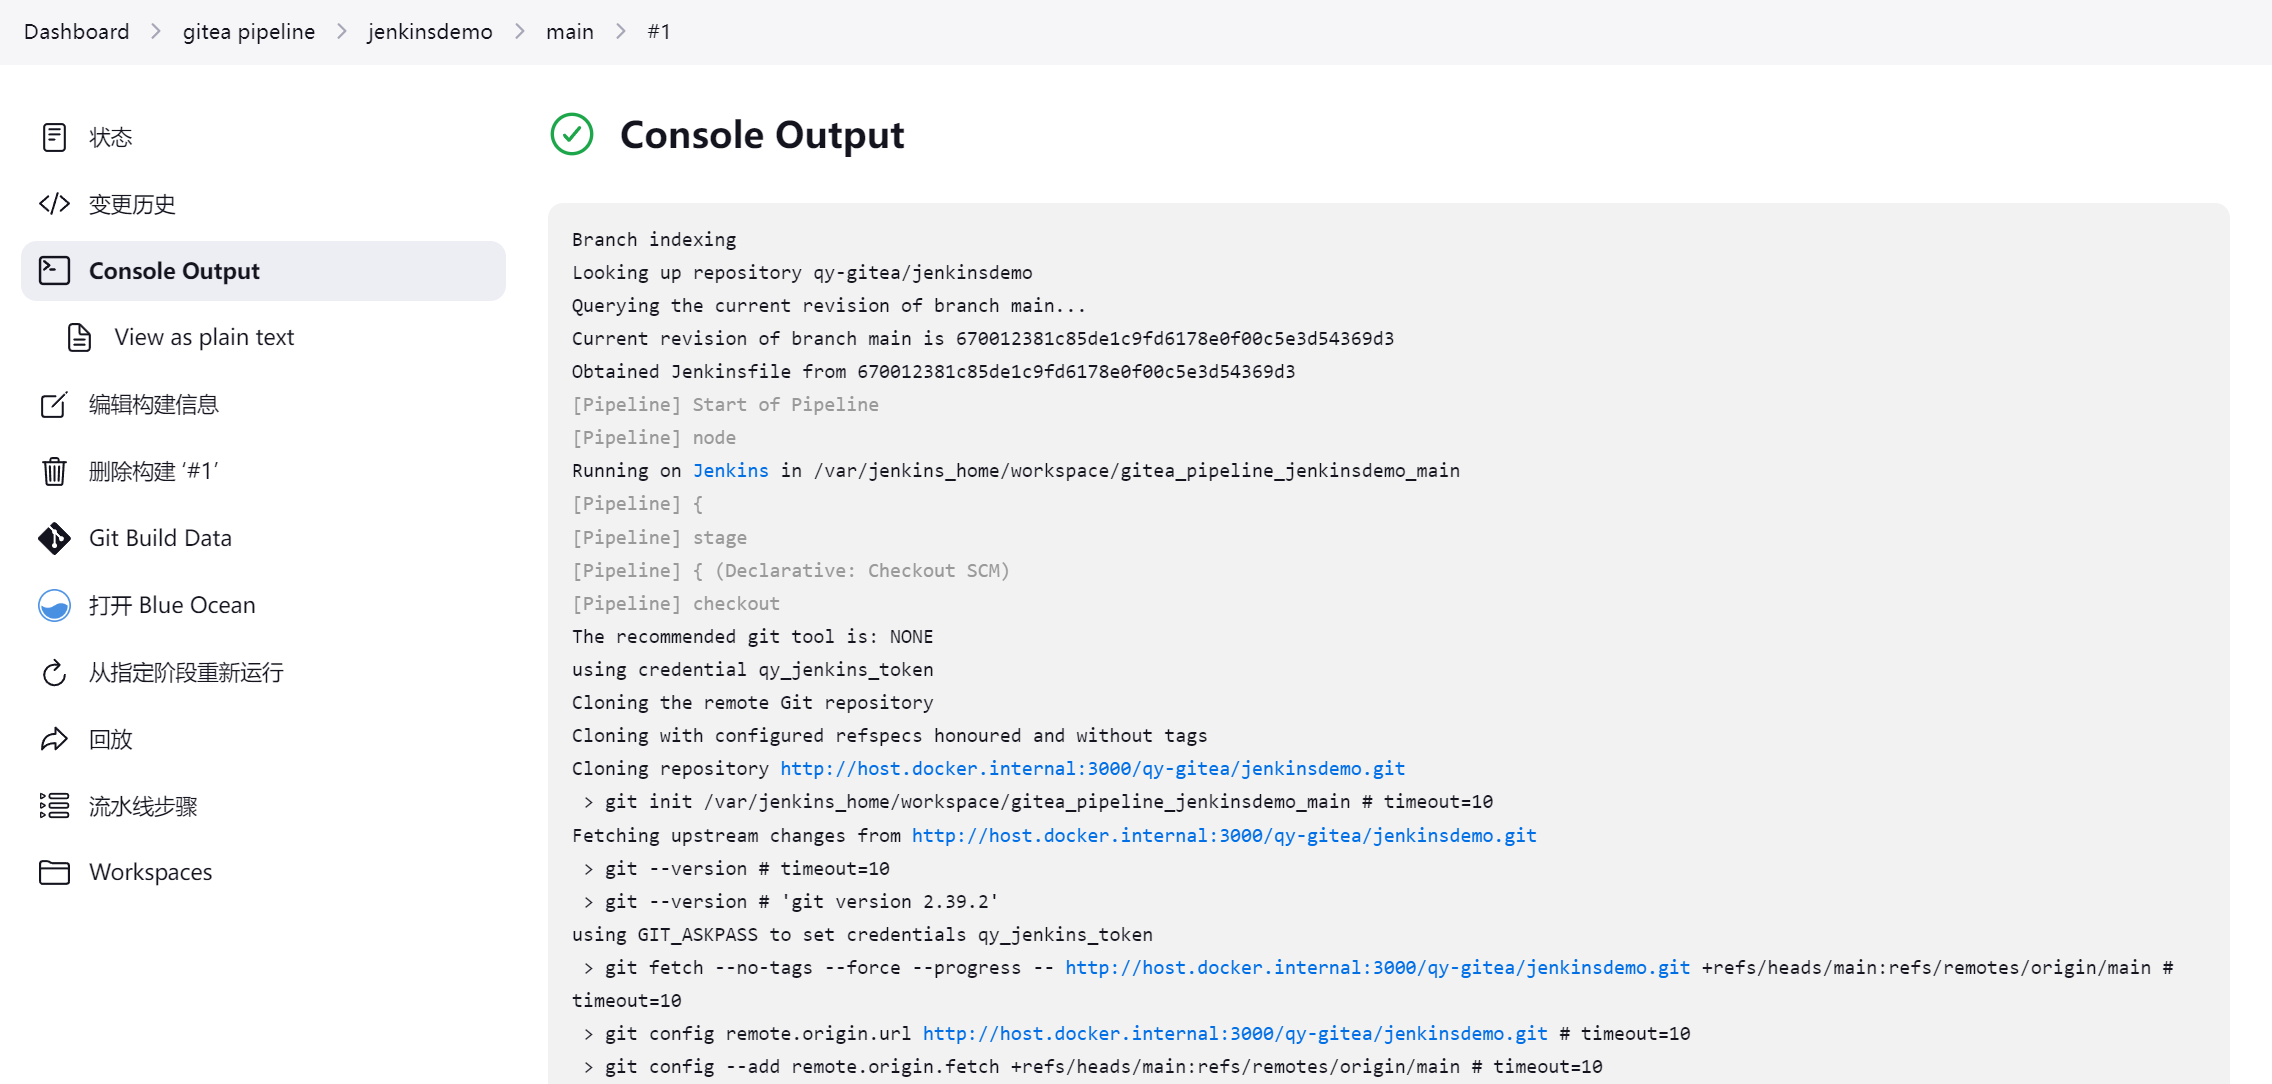 Dashboard > gitea pipeline > jenkinsdemo > main > #1
状态
变更历史
Console Output
View as plain text
编辑构建信息
删除构建 ‘#1’
Git Build Data
打开 Blue Ocean
从指定阶段重新运行
回放
流水线步骤
Workspaces
Console Output
Branch indexing
Looking up repository qy-gitea/jenkinsdemo
Querying the current revision of branch main...
Current revision of branch main is 670012381c85de1c9fd6178e0f00c5e3d54369d3
Obtained Jenkinsfile from 670012381c85de1c9fd6178e0f00c5e3d54369d3
[Pipeline] Start of Pipeline
[Pipeline] node
Running on Jenkins in /var/jenkins_home/workspace/gitea_pipeline_jenkinsdemo_main
[Pipeline] {
[Pipeline] stage
[Pipeline] { (Declarative: Checkout SCM)
[Pipeline] checkout
The recommended git tool is: NONE
using credential qy_jenkins_token
Cloning the remote Git repository
Cloning with configured refspecs honoured and without tags
Cloning repository http://host.docker.internal:3000/qy-gitea/jenkinsdemo.git
 > git init /var/jenkins_home/workspace/gitea_pipeline_jenkinsdemo_main # timeout=10
Fetching upstream changes from http://host.docker.internal:3000/qy-gitea/jenkinsdemo.git
 > git --version # timeout=10
 > git --version # 'git version 2.39.2'
using GIT_ASKPASS to set credentials qy_jenkins_token
 > git fetch --no-tags --force --progress -- http://host.docker.internal:3000/qy-gitea/jenkinsdemo.git +refs/heads/main:refs/remotes/origin/main #
timeout=10
 > git config remote.origin.url http://host.docker.internal:3000/qy-gitea/jenkinsdemo.git # timeout=10
 > git config --add remote.origin.fetch +refs/heads/main:refs/remotes/origin/main # timeout=10